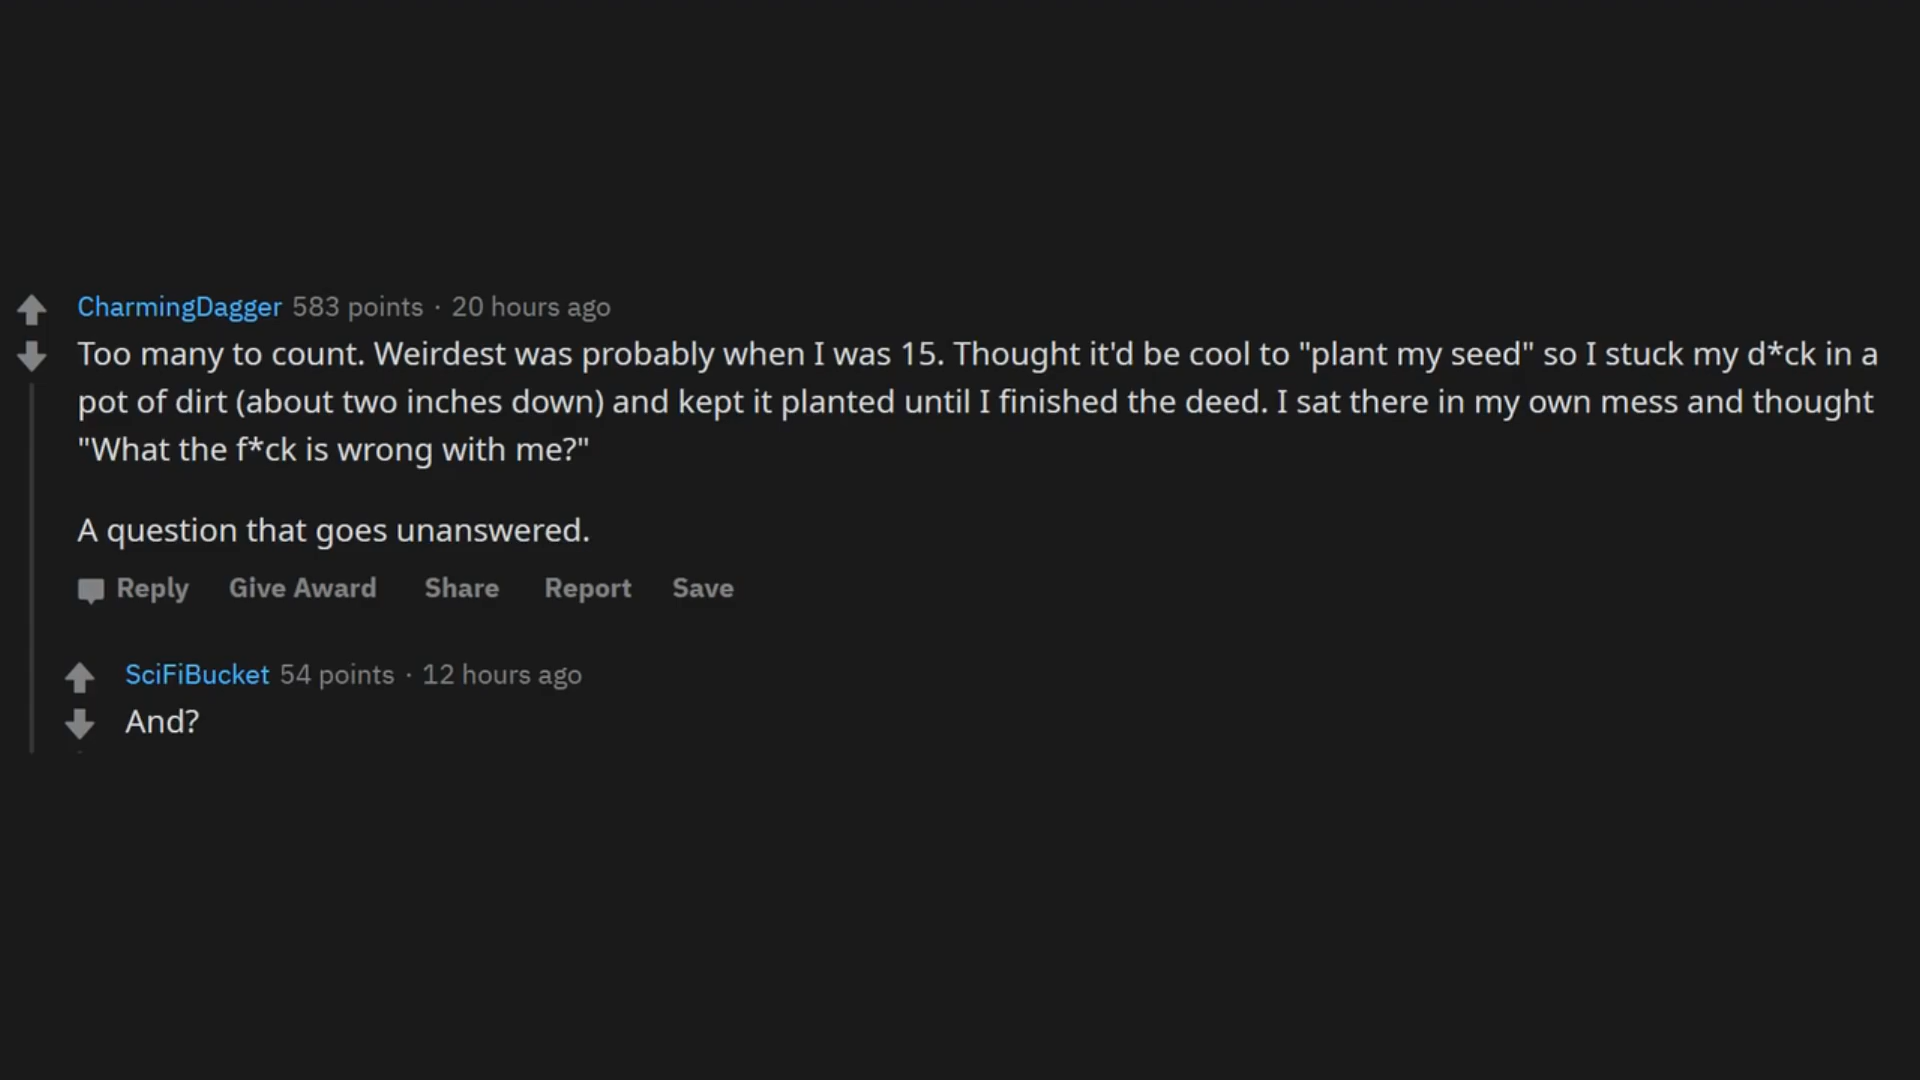 CharmingDagger 583 points · 20 hours ago
Too many to count. Weirdest was probably when I was 15. Thought it'd be cool to "plant my seed" so I stuck my d*ck in a
pot of dirt (about two inches down) and kept it planted until I finished the deed. I sat there in my own mess and thought
"What the f*ck is wrong with me?"
A question that goes unanswered.
Reply Give Award Share Report Save
SciFiBucket 54 points · 12 hours ago
And?